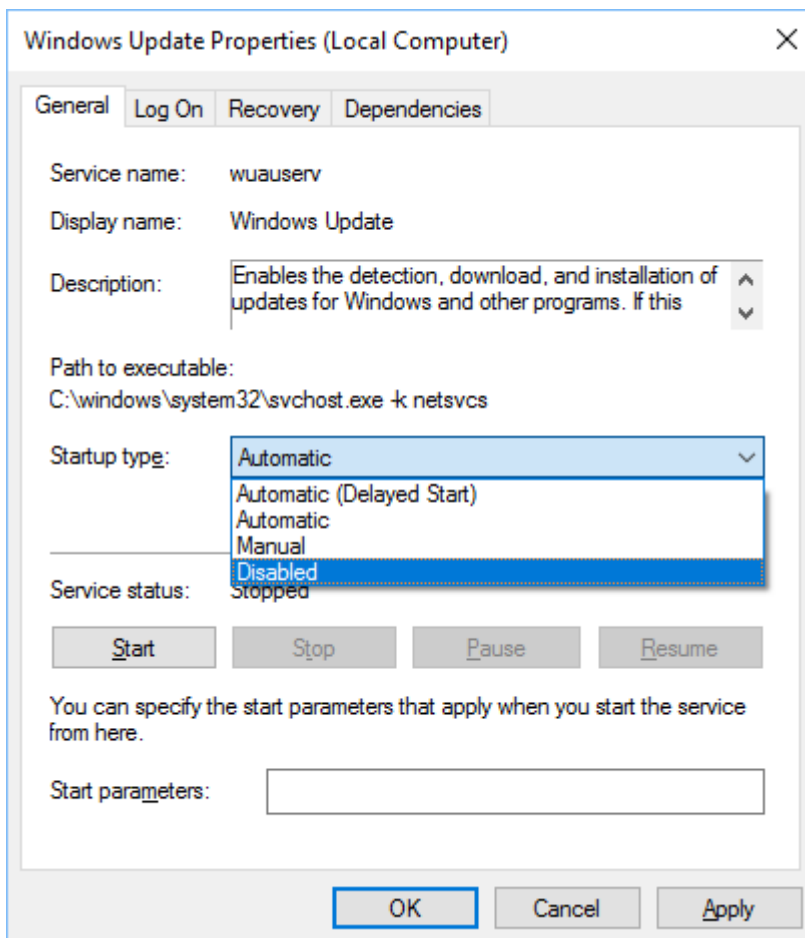 Windows Update Properties (Local Computer)
General Log On Recovery Dependencies
Service name: wuauserv
Display name: Windows Update
Description: Enables the detection, download, and installation of
updates for Windows and other programs. If this
Path to executable:
C:\windows\system32\svchost.exe -k netsvcs
Startup type: Automatic
Automatic (Delayed Start)
Automatic
Manual
Disabled
Service status: Stopped
Start Stop Pause Resume
You can specify the start parameters that apply when you start the service
from here.
Start parameters:
OK Cancel Apply